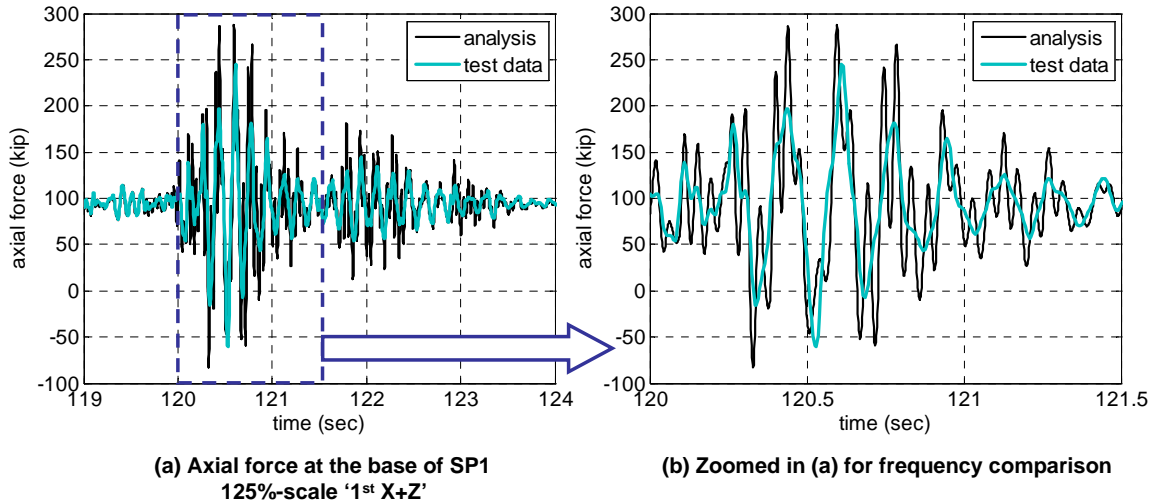 300
250
200
150
100
50
0
-50
-100
119
120
121
122
123
124
axial force (kip)
time (sec)
analysis
test data
300
250
200
150
100
50
0
-50
-100
120
120.5
121
121.5
axial force (kip)
time (sec)
analysis
test data
(a) Axial force at the base of SP1
125%-scale ‘1st X+Z’
(b) Zoomed in (a) for frequency comparison